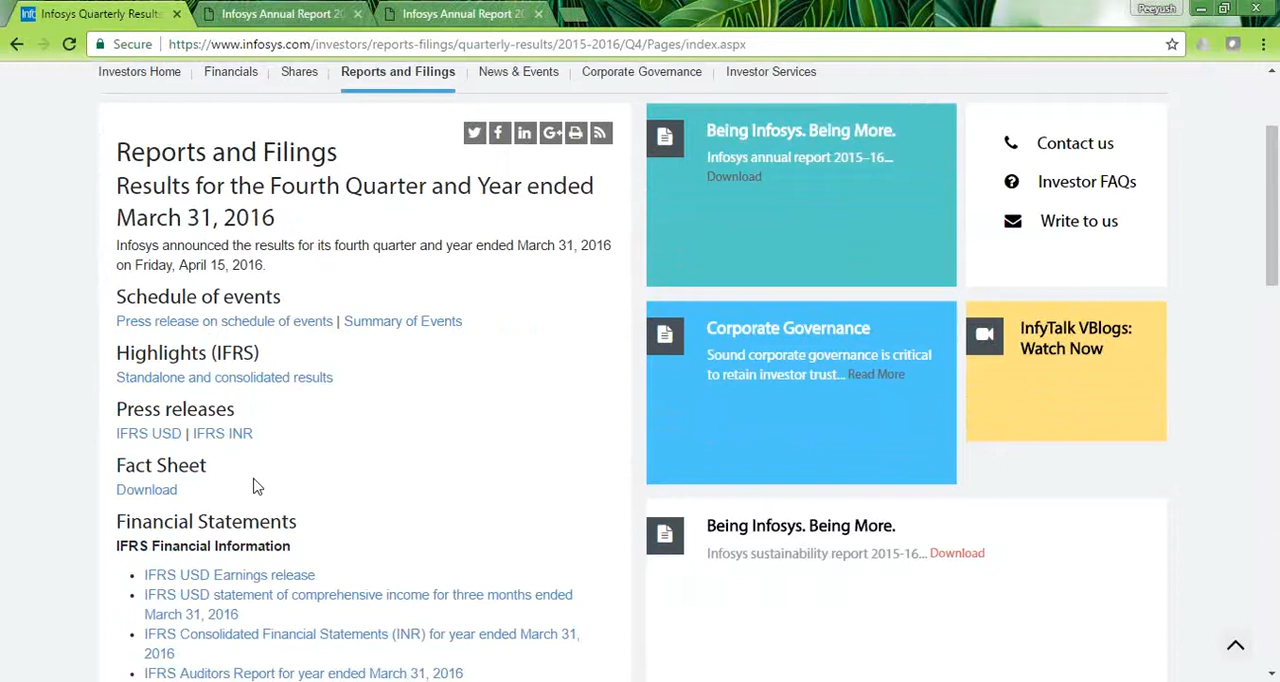 Infosys Quarterly Results
Infosys Annual Report 20
Infosys Annual Report 20
Peeyush
Secure
https://www.infosys.com/investors/reports-filings/quarterly-results/2015-2016/Q4/Pages/index.aspx
Investors Home
Financials
Shares
Reports and Filings
News & Events
Corporate Governance
Investor Services
Reports and Filings
Results for the Fourth Quarter and Year ended
March 31, 2016
Infosys announced the results for its fourth quarter and year ended March 31, 2016
on Friday, April 15, 2016.
Schedule of events
Press release on schedule of events | Summary of Events
Highlights (IFRS)
Standalone and consolidated results
Press releases
IFRS USD | IFRS INR
Fact Sheet
Download
Financial Statements
IFRS Financial Information
IFRS USD Earnings release
IFRS USD statement of comprehensive income for three months ended
March 31, 2016
IFRS Consolidated Financial Statements (INR) for year ended March 31,
2016
IFRS Auditors Report for year ended March 31, 2016
Being Infosys. Being More.
Infosys annual report 2015–16...
Download
Contact us
Investor FAQs
Write to us
Corporate Governance
Sound corporate governance is critical
to retain investor trust... Read More
InfyTalk VBlogs:
Watch Now
Being Infosys. Being More.
Infosys sustainability report 2015-16... Download